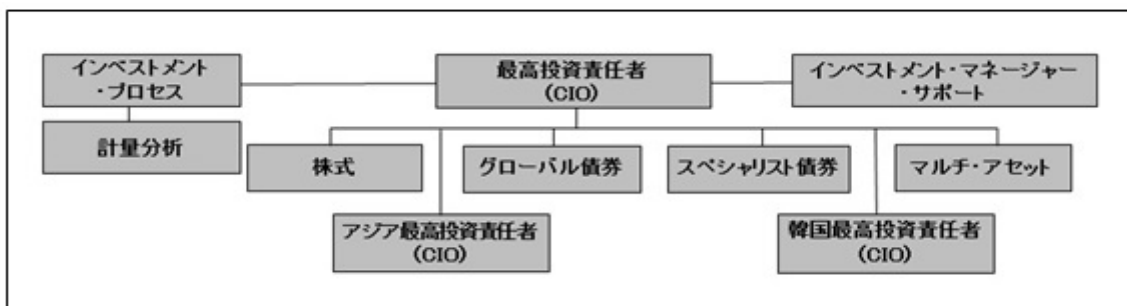 インベストメント
・プロセス
最高投資責任者
(CIO)
インベストメント・マネージャー
・サポート
計量分析
株式
グローバル債券
スペシャリスト債券
マルチ・アセット
アジア最高投資責任者
(CIO)
韓国最高投資責任者
(CIO)